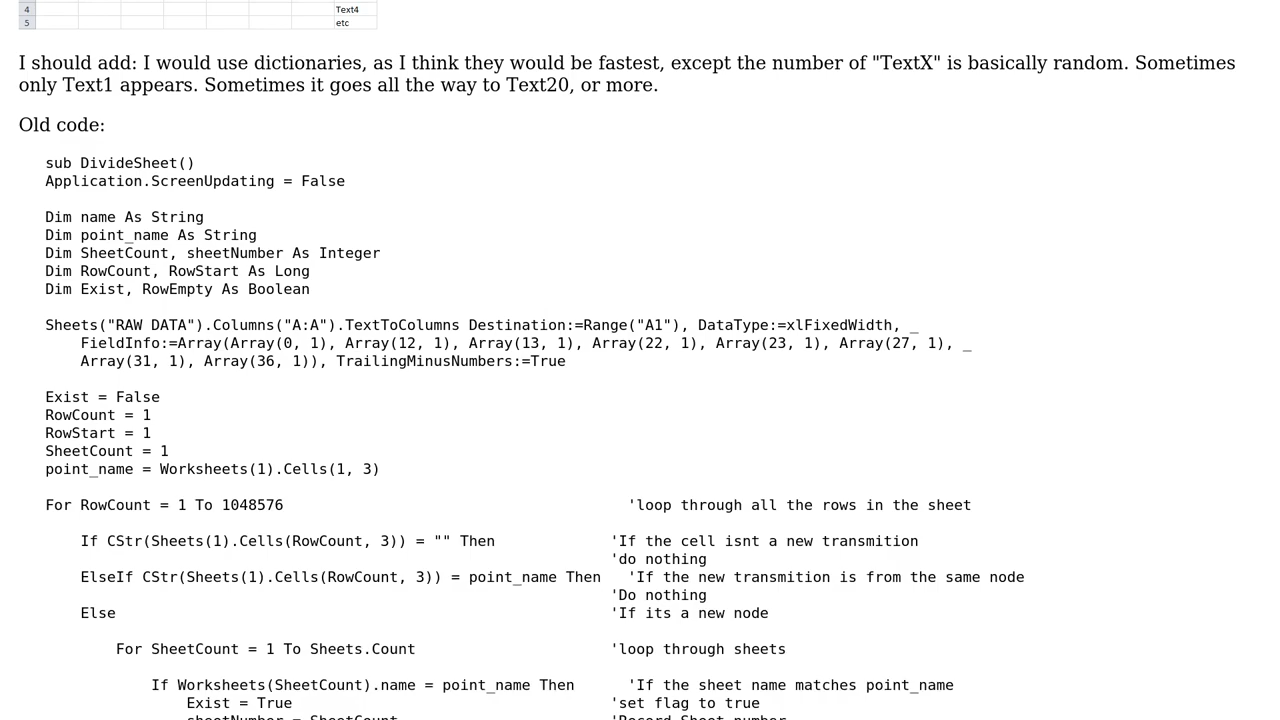 4 Text4
5 etc
I should add: I would use dictionaries, as I think they would be fastest, except the number of "TextX" is basically random. Sometimes
only Text1 appears. Sometimes it goes all the way to Text20, or more.
Old code:
sub DivideSheet()
Application.ScreenUpdating = False
Dim name As String
Dim point_name As String
Dim SheetCount, sheetNumber As Integer
Dim RowCount, RowStart As Long
Dim Exist, RowEmpty As Boolean
Sheets("RAW DATA").Columns("A:A").TextToColumns Destination:=Range("A1"), DataType:=xlFixedWidth, _
FieldInfo:=Array(Array(0, 1), Array(12, 1), Array(13, 1), Array(22, 1), Array(23, 1), Array(27, 1), _
Array(31, 1), Array(36, 1)), TrailingMinusNumbers:=True
Exist = False
RowCount = 1
RowStart = 1
SheetCount = 1
point_name = Worksheets(1).Cells(1, 3)
For RowCount = 1 To 1048576 'loop through all the rows in the sheet
If CStr(Sheets(1).Cells(RowCount, 3)) = "" Then 'If the cell isnt a new transmition
'do nothing
ElseIf CStr(Sheets(1).Cells(RowCount, 3)) = point_name Then 'If the new transmition is from the same node
'Do nothing
Else 'If its a new node
For SheetCount = 1 To Sheets.Count 'loop through sheets
If Worksheets(SheetCount).name = point_name Then 'If the sheet name matches point_name
Exist = True 'set flag to true
sheetNumber = SheetCount 'Record Sheet number